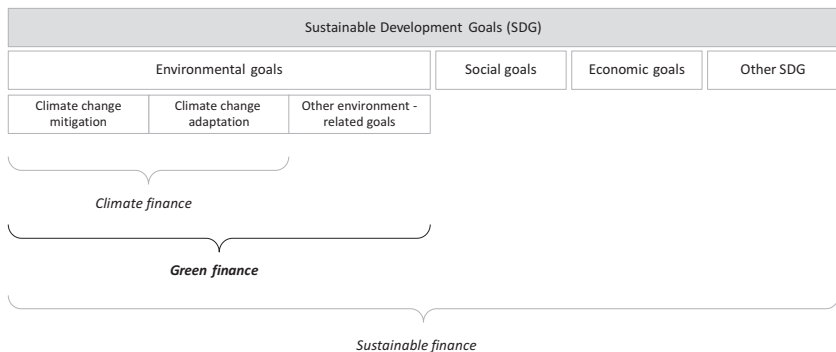 Sustainable Development Goals (SDG)
Environmental goals
Social goals
Economic goals
Other SDG
Climate change
mitigation
Climate change
adaptation
Other environment -
related goals
Climate finance
Green finance
Sustainable finance